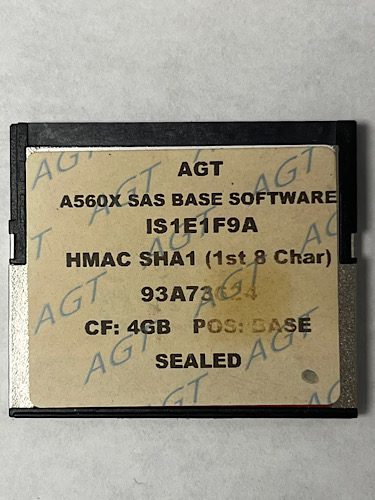 AGT
A560X SAS BASE SOFTWARE
IS1E1F9A
HMAC SHA1 (1st 8 Char)
CF: 4GB POS: BASE
SEALED